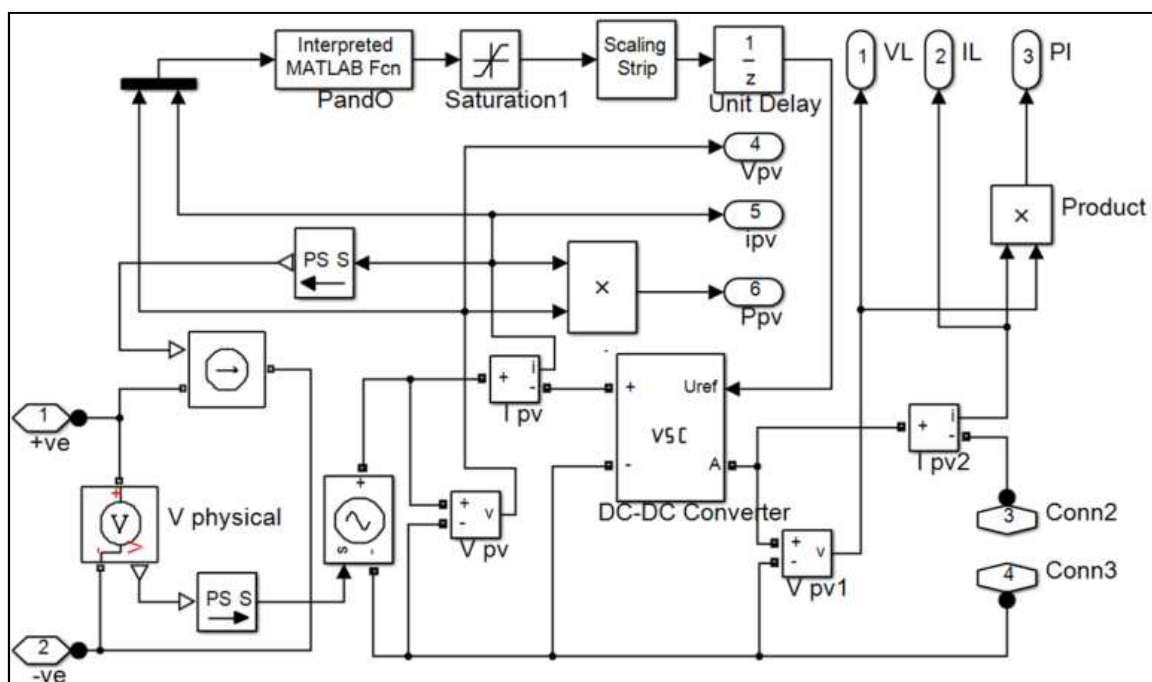 Interpreted
MATLAB Fcn
PandO
Saturation1
Scaling
Strip
1
z
Unit Delay
1
VL
2
IL
3
PI
4
Vpv
5
ipv
6
Ppv
×
Product
×
PS S
1
+ve
2
-ve
+
V
-
V
V physical
PS S
+
s
-
+
-
i
I pv
+
-
v
V pv
+
-
Uref
VSC
A
DC-DC Converter
+
-
i
I pv2
+
-
v
V pv1
3
Conn2
4
Conn3